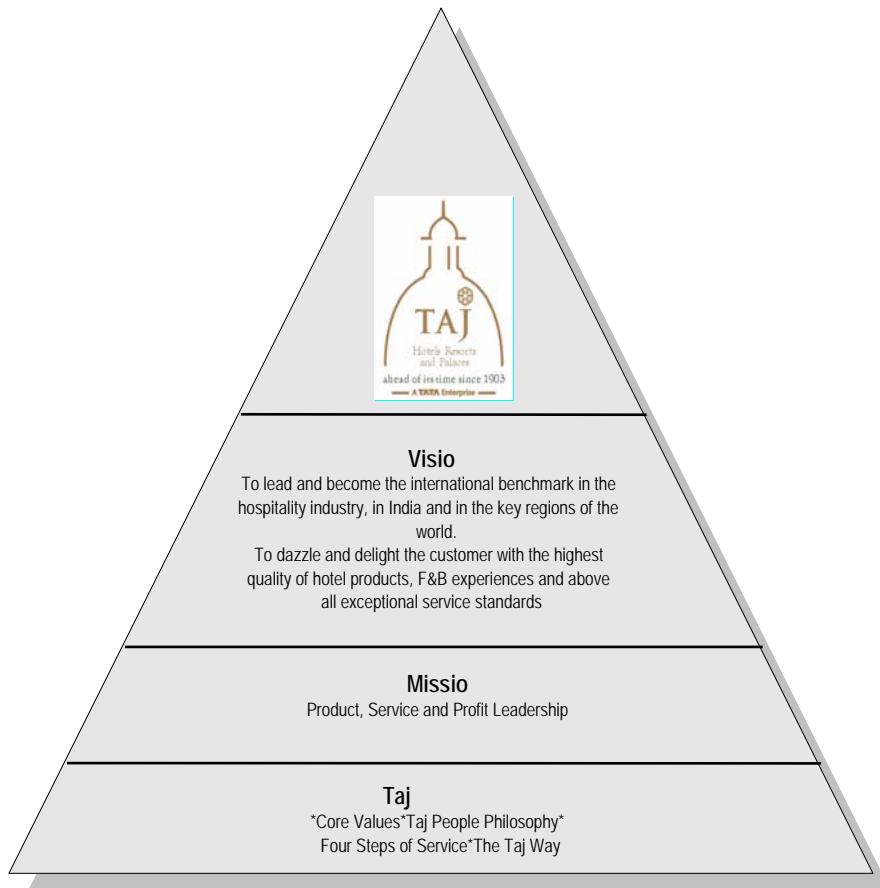 TAJ
Hotels Resorts
and Palaces
ahead of its time since 1903
A TATA Enterprise
Visio
To lead and become the international benchmark in the
hospitality industry, in India and in the key regions of the
world.
To dazzle and delight the customer with the highest
quality of hotel products, F&B experiences and above
all exceptional service standards
Missio
Product, Service and Profit Leadership
Taj
*Core Values*Taj People Philosophy*
Four Steps of Service*The Taj Way